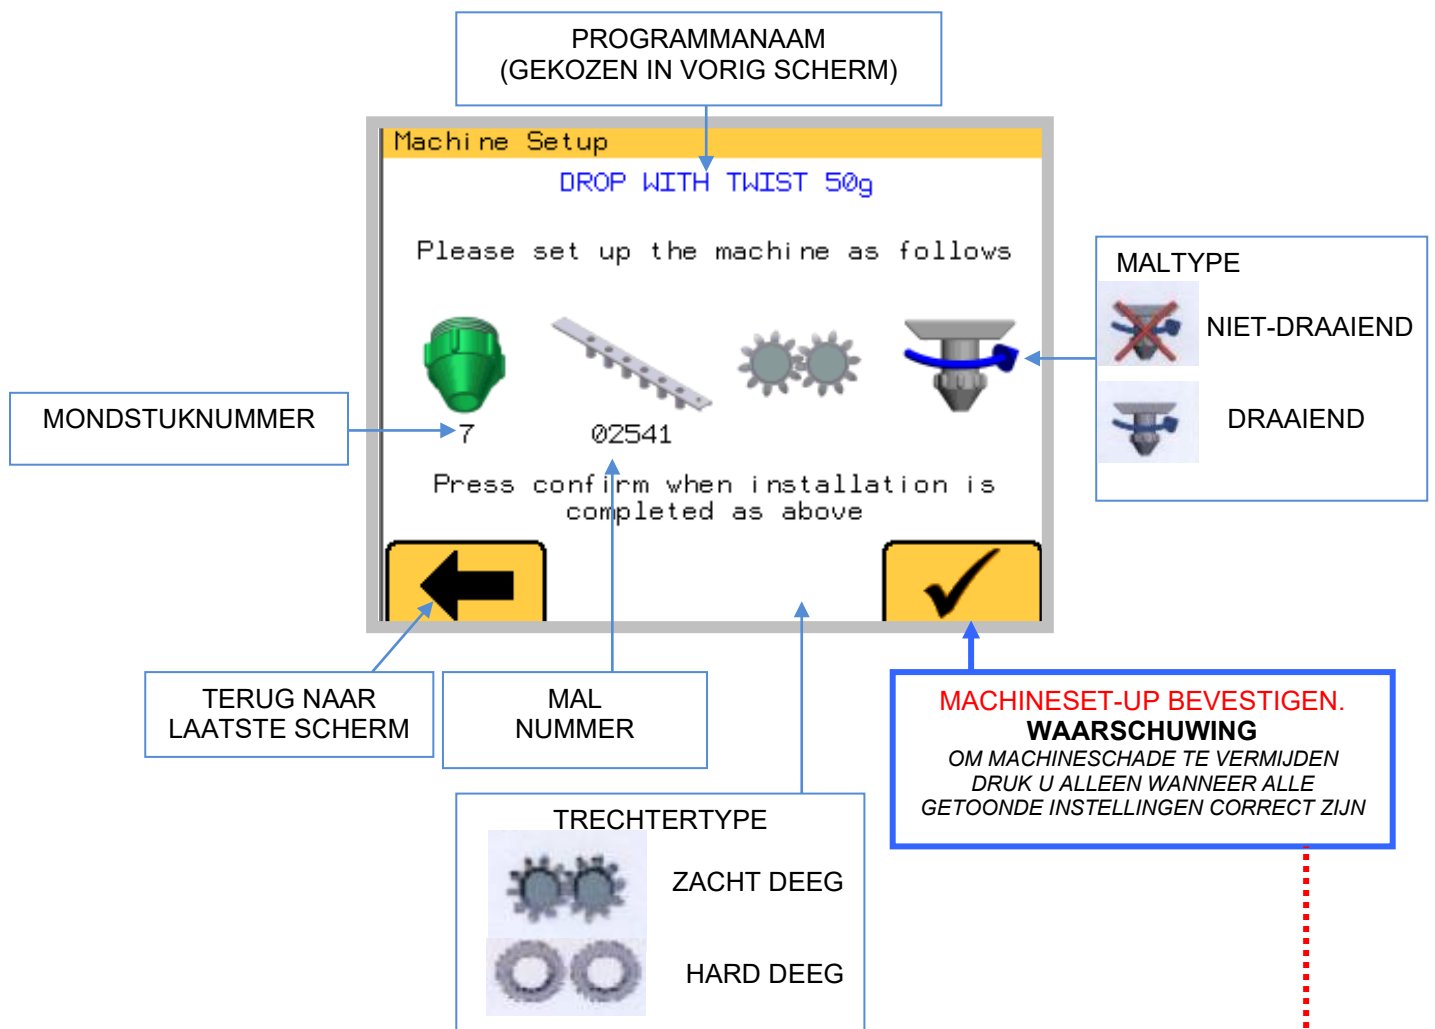 PROGRAMMANAAM
(GEKOZEN IN VORIG SCHERM)
Machine Setup
DROP WITH TWIST 50g
Please set up the machine as follows
MALTYPE
NIET-DRAAIEND
DRAAIEND
MONDSTUKNUMMER
7
02541
Press confirm when installation is
completed as above
TERUG NAAR
LAATSTE SCHERM
MAL
NUMMER
MACHINESET-UP BEVESTIGEN.
WAARSCHUWING
OM MACHINESCHADE TE VERMIJDEN
DRUK U ALLEEN WANNEER ALLE
GETOONDE INSTELLINGEN CORRECT ZIJN
TRECHTERTYPE
ZACHT DEEG
HARD DEEG